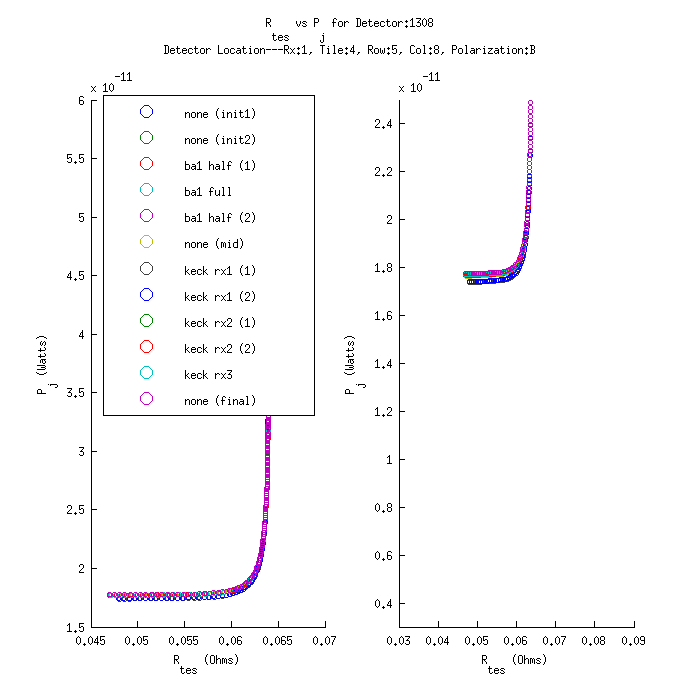 R tes vs P j for Detector:1308
Detector Location---Rx:1, Tile:4, Row:5, Col:8, Polarization:B
x 10 -11
6
5.5
5
4.5
4
3.5
3
2.5
2
1.5
0.045 0.05 0.055 0.06 0.065 0.07
P j (Watts)
R tes (Ohms)
none (init1)
none (init2)
ba1 half (1)
ba1 full
ba1 half (2)
none (mid)
keck rx1 (1)
keck rx1 (2)
keck rx2 (1)
keck rx2 (2)
keck rx3
none (final)
x 10 -11
2.4
2.2
2
1.8
1.6
1.4
1.2
1
0.8
0.6
0.4
0.03 0.04 0.05 0.06 0.07 0.08 0.09
P j (Watts)
R tes (Ohms)